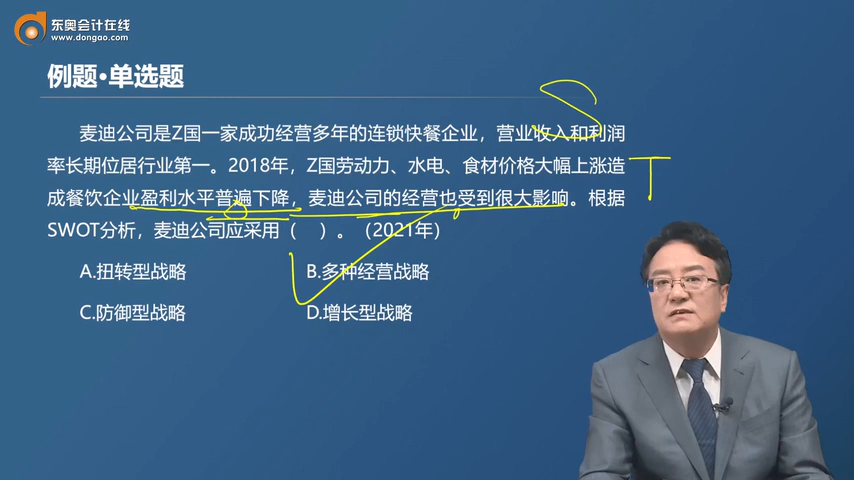 东奥会计在线
www.dongao.com
例题•单选题
麦迪公司是Z国一家成功经营多年的连锁快餐企业，营业收入和利润
率长期位居行业第一。2018年，Z国劳动力、水电、食材价格大幅上涨造
成餐饮企业盈利水平普遍下降，麦迪公司的经营也受到很大影响。根据
SWOT分析，麦迪公司应采用（ ）。（2021年）
A.扭转型战略 B.多种经营战略
C.防御型战略 D.增长型战略
S
T